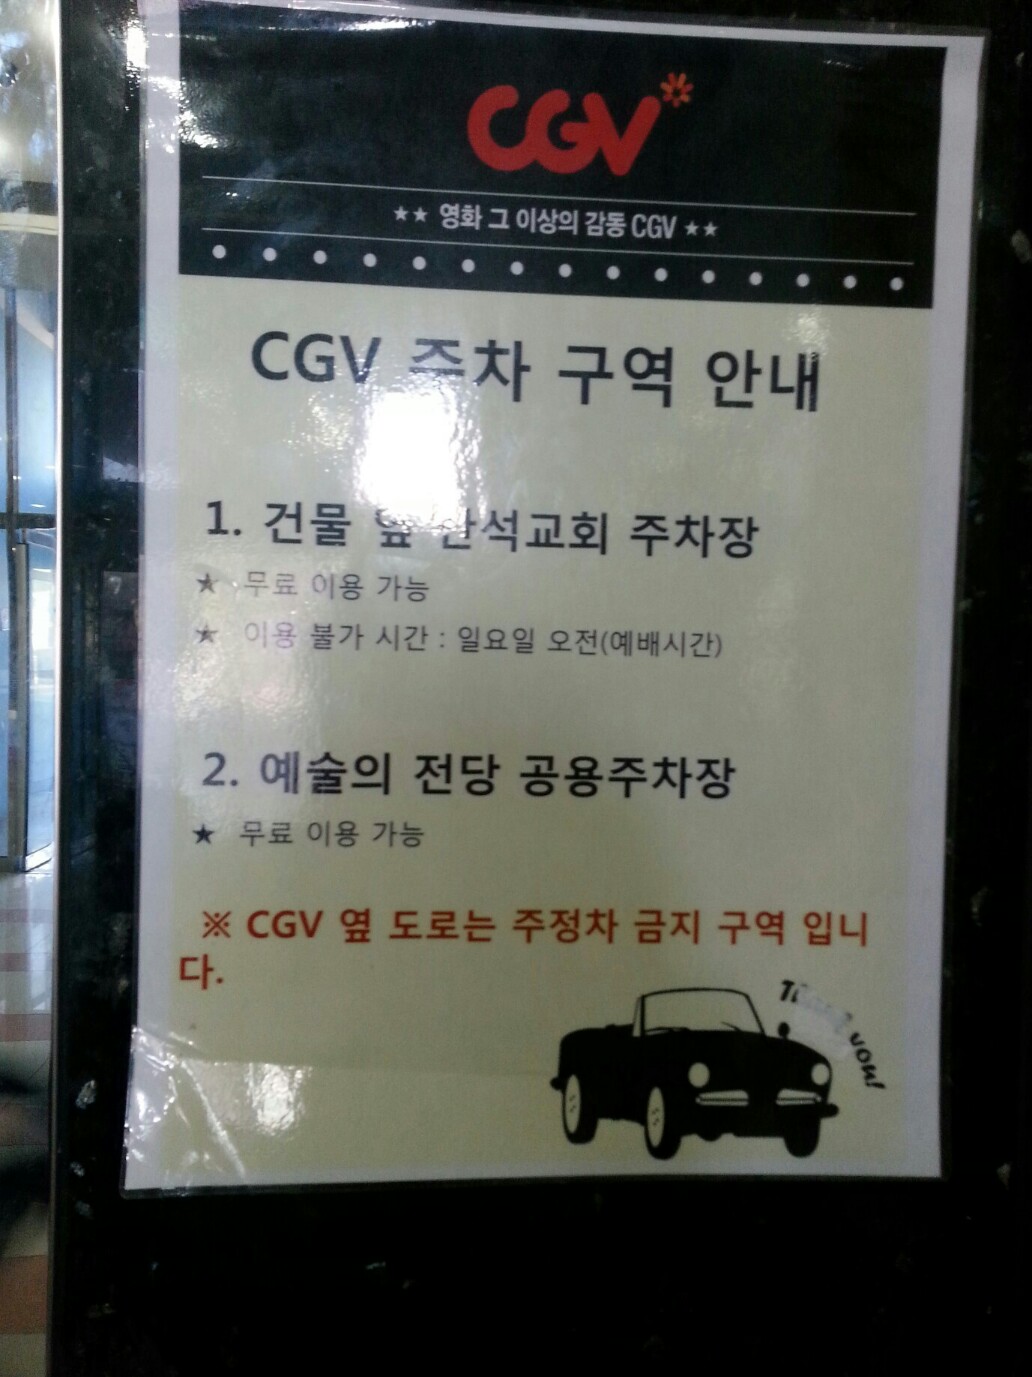 CGV
★★ 영화 그 이상의 감동 CGV ★★
CGV 주차 구역 안내
1. 건물 옆 반석교회 주차장
★ 무료 이용 가능
★ 이용 불가 시간 : 일요일 오전(예배시간)
2. 예술의 전당 공용주차장
★ 무료 이용 가능
※ CGV 옆 도로는 주정차 금지 구역 입니
다.
Thank you!